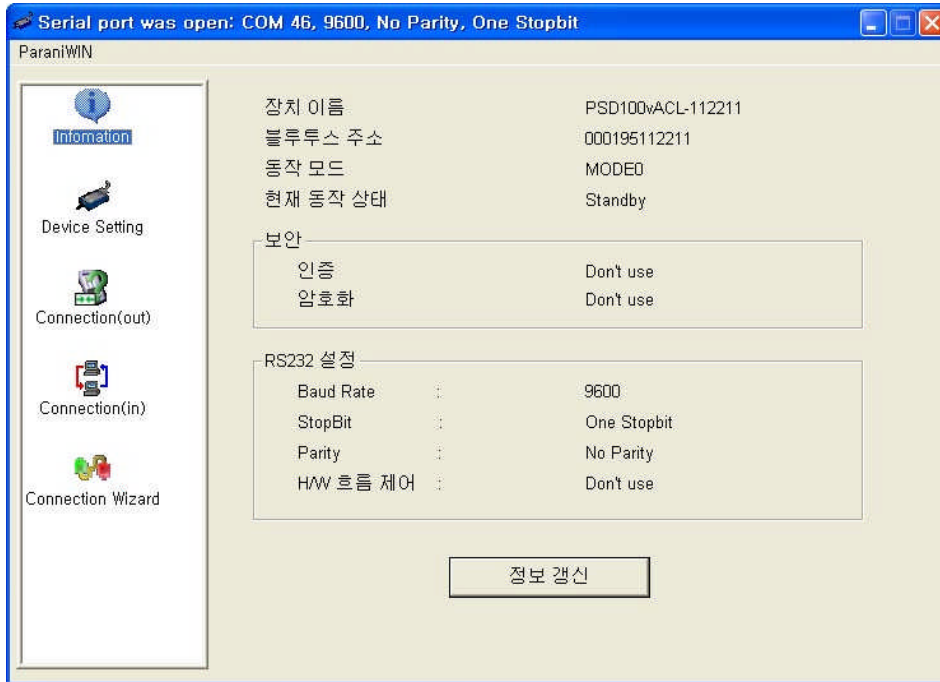 Serial port was open: COM 46, 9600, No Parity, One Stopbit
ParaniWIN
Infomation
Device Setting
Connection(out)
Connection(in)
Connection Wizard
장치 이름 PSD100vACL-112211
블루투스 주소 000195112211
동작 모드 MODE0
현재 동작 상태 Standby
보안
인증 Don't use
암호화 Don't use
RS232 설정
Baud Rate : 9600
StopBit : One Stopbit
Parity : No Parity
H/W 흐름 제어 : Don't use
정보 갱신